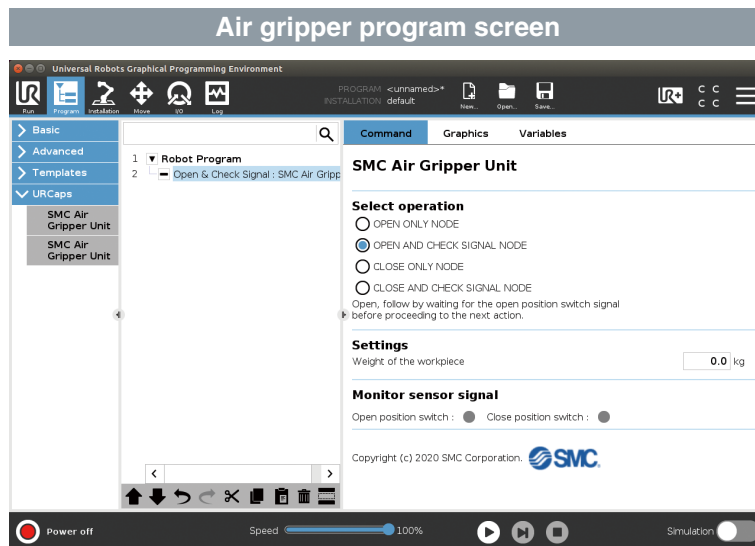 Air gripper program screen
Universal Robots Graphical Programming Environment
UR
Run
Program
Installation
Move
I/O
Log
PROGRAM <unnamed>*
INSTALLATION default
New...
Open...
Save...
UR+
C C
C C
Basic
Advanced
Templates
URCaps
SMC Air
Gripper Unit
SMC Air
Gripper Unit
1 Robot Program
2 Open & Check Signal : SMC Air Gripp
Command Graphics Variables
SMC Air Gripper Unit
Select operation
OPEN ONLY NODE
OPEN AND CHECK SIGNAL NODE
CLOSE ONLY NODE
CLOSE AND CHECK SIGNAL NODE
Open, follow by waiting for the open position switch signal
before proceeding to the next action.
Settings
Weight of the workpiece 0.0 kg
Monitor sensor signal
Open position switch : Close position switch :
Copyright (c) 2020 SMC Corporation. SMC.
Power off
Speed 100%
Simulation